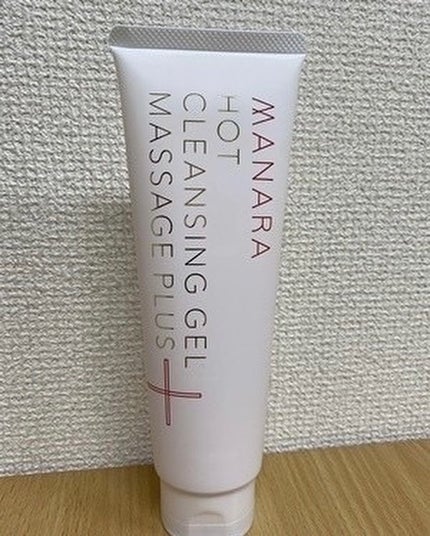 MANARA
HOT
CLEANSING GEL
MASSAGE PLUS